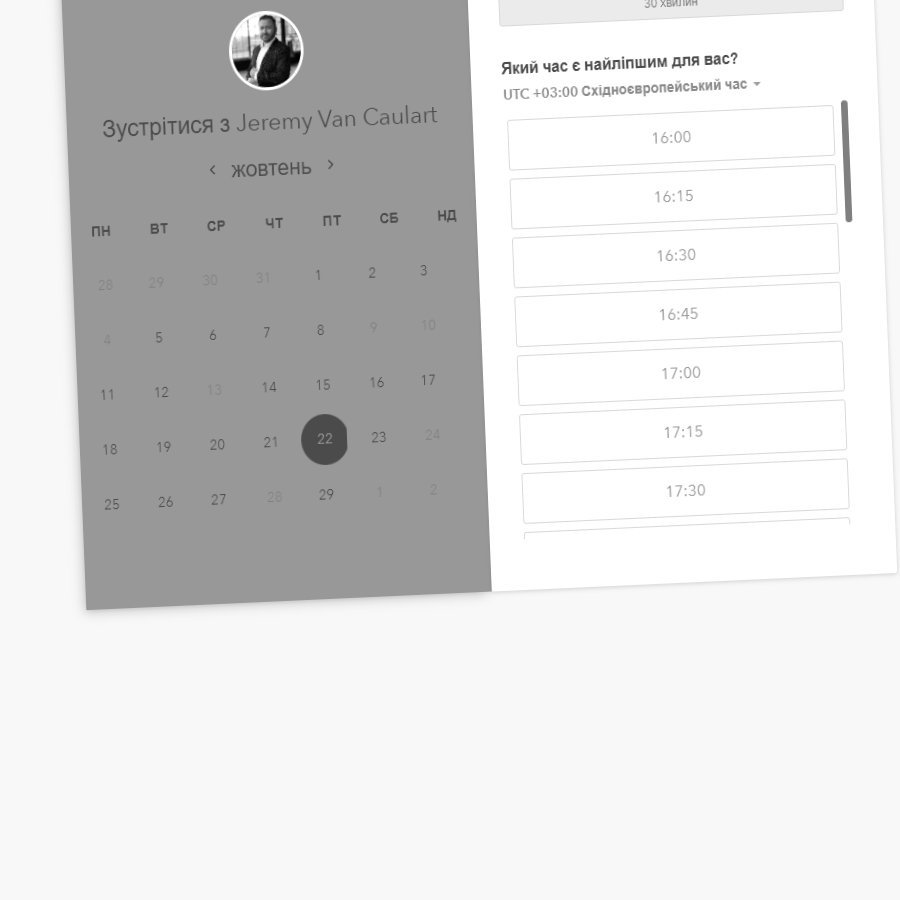 Зустрітися з Jeremy Van Caulart
‹ жовтень ›
ПН ВТ СР ЧТ ПТ СБ НД
28 29 30 31 1 2 3
4 5 6 7 8 9 10
11 12 13 14 15 16 17
18 19 20 21 22 23 24
25 26 27 28 29 1 2
30 хвилин
Який час є найліпшим для вас?
UTC +03:00 Східноєвропейський час
16:00
16:15
16:30
16:45
17:00
17:15
17:30